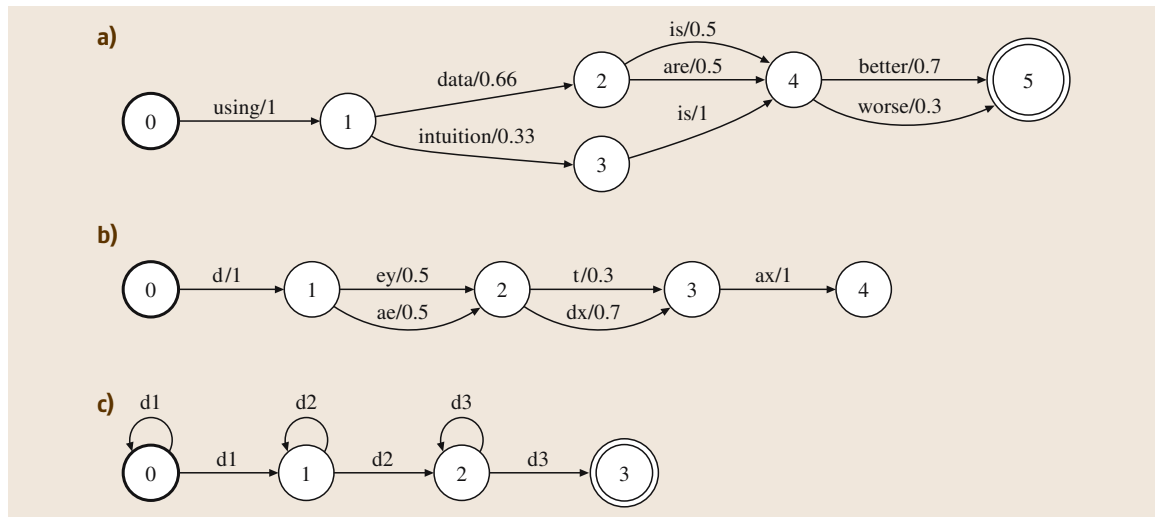 a)
is/0.5
data/0.66 2 are/0.5 4 better/0.7 5
using/1 worse/0.3
0 1 is/1
intuition/0.33
3
b)
d/1 ey/0.5 t/0.3 ax/1
0 1 2 3 4
ae/0.5 dx/0.7
c) d1 d2 d3
d1 d2 d3
0 1 2 3